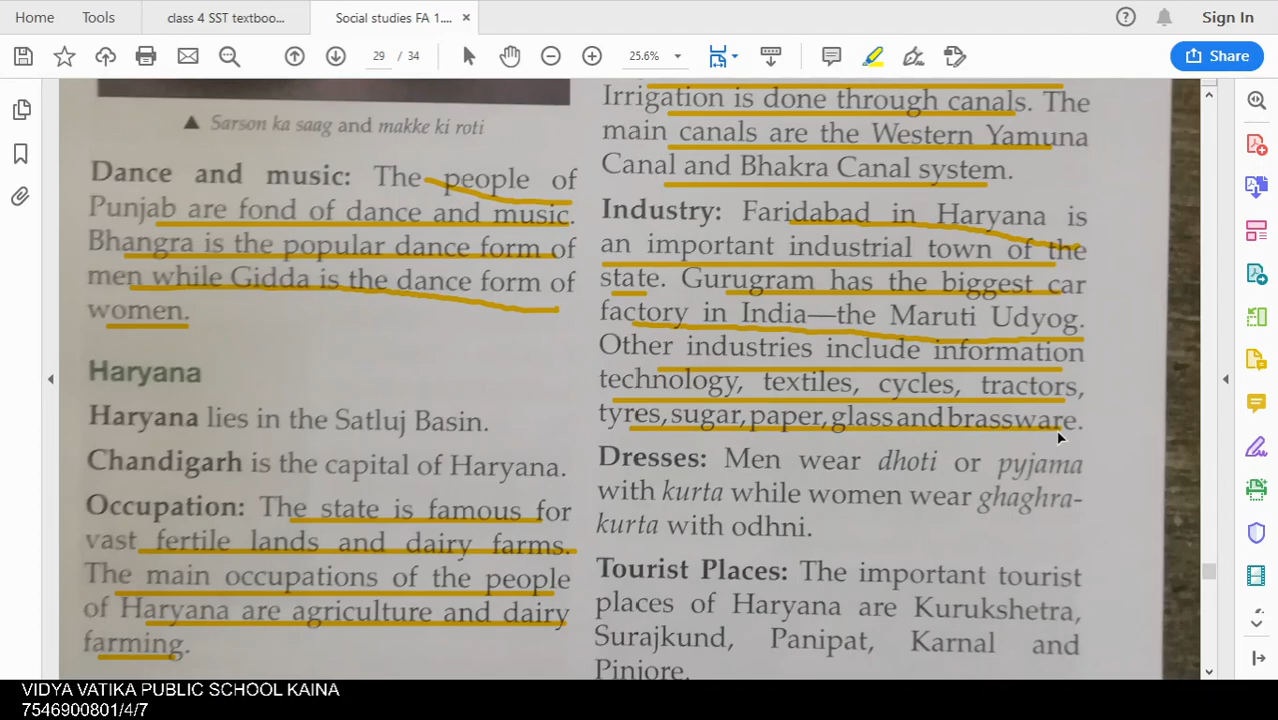 Home Tools class 4 SST textboo... Social studies FA 1.... × Sign In
29 / 34 25.6% Share
▲ Sarson ka saag and makke ki roti
Dance and music: The people of
Punjab are fond of dance and music.
Bhangra is the popular dance form of
men while Gidda is the dance form of
women.
Haryana
Haryana lies in the Satluj Basin.
Chandigarh is the capital of Haryana.
Occupation: The state is famous for
vast fertile lands and dairy farms.
The main occupations of the people
of Haryana are agriculture and dairy
farming.
Irrigation is done through canals. The
main canals are the Western Yamuna
Canal and Bhakra Canal system.
Industry: Faridabad in Haryana is
an important industrial town of the
state. Gurugram has the biggest car
factory in India—the Maruti Udyog.
Other industries include information
technology, textiles, cycles, tractors,
tyres, sugar, paper, glass and brassware.
Dresses: Men wear dhoti or pyjama
with kurta while women wear ghaghra-
kurta with odhni.
Tourist Places: The important tourist
places of Haryana are Kurukshetra,
Surajkund, Panipat, Karnal and
Pinjore.
VIDYA VATIKA PUBLIC SCHOOL KAINA
7546900801/4/7